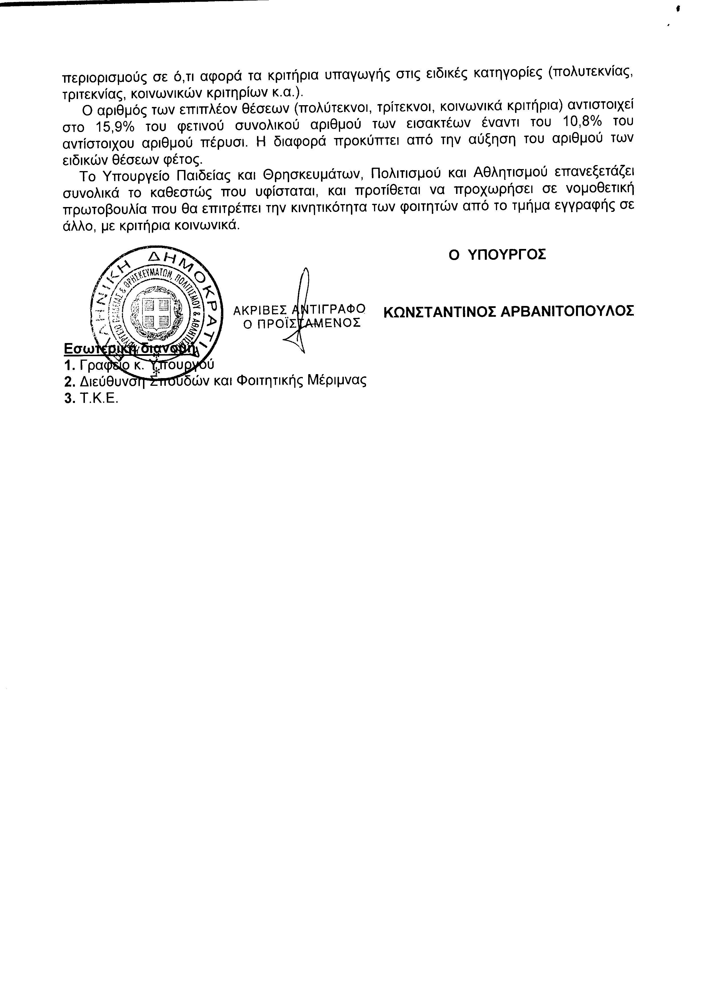 περιορισμούς σε ό,τι αφορά τα κριτήρια υπαγωγής στις ειδικές κατηγορίες (πολυτεκνίας,
τριτεκνίας, κοινωνικών κριτηρίων κ.α.).
Ο αριθμός των επιπλέον θέσεων (πολύτεκνοι, τρίτεκνοι, κοινωνικά κριτήρια) αντιστοιχεί
στο 15,9% του φετινού συνολικού αριθμού των εισακτέων έναντι του 10,8% του
αντίστοιχου αριθμού πέρυσι. Η διαφορά προκύπτει από την αύξηση του αριθμού των
ειδικών θέσεων φέτος.
Το Υπουργείο Παιδείας και Θρησκευμάτων, Πολιτισμού και Αθλητισμού επανεξετάζει
συνολικά το καθεστώς που υφίσταται, και προτίθεται να προχωρήσει σε νομοθετική
πρωτοβουλία που θα επιτρέπει την κινητικότητα των φοιτητών από το τμήμα εγγραφής σε
άλλο, με κριτήρια κοινωνικά.
Ο ΥΠΟΥΡΓΟΣ
ΕΛΛΗΝΙΚΗ ΔΗΜΟΚΡΑΤΙΑ
ΥΠΟΥΡΓΕΙΟ ΠΑΙΔΕΙΑΣ & ΘΡΗΣΚΕΥΜΑΤΩΝ, ΠΟΛΙΤΙΣΜΟΥ & ΑΘΛΗΤΙΣΜΟΥ
ΑΚΡΙΒΕΣ ΑΝΤΙΓΡΑΦΟ
Ο ΠΡΟΪΣΤΑΜΕΝΟΣ
ΚΩΝΣΤΑΝΤΙΝΟΣ ΑΡΒΑΝΙΤΟΠΟΥΛΟΣ
Εσωτερική διανομή
1. Γραφείο κ. Υπουργού
2. Διεύθυνση Σπουδών και Φοιτητικής Μέριμνας
3. Τ.Κ.Ε.